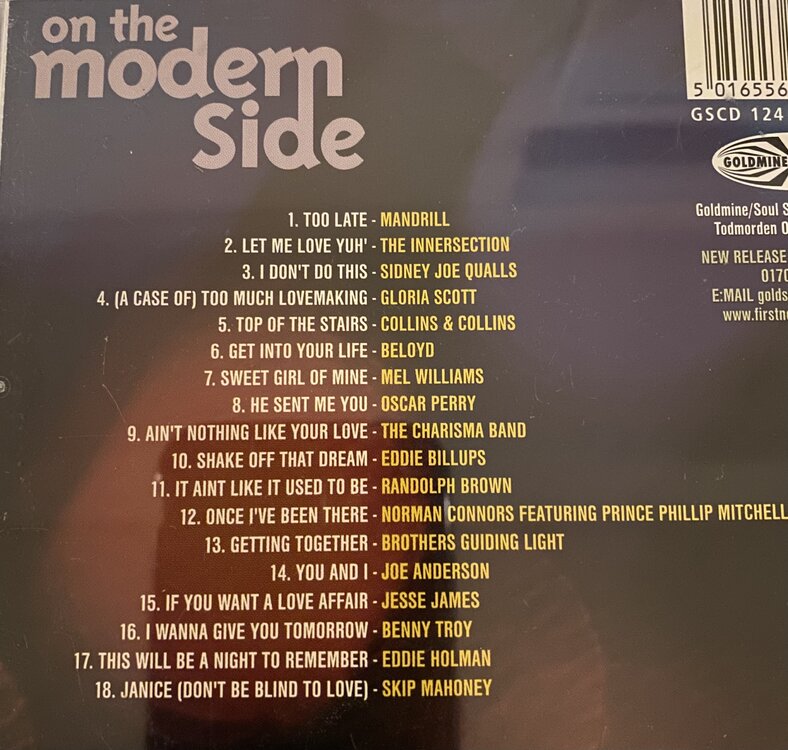 on the
modern
Side
5 016556
GSCD 124
GOLDMINE
Goldmine/Soul S
Todmorden O
NEW RELEASE
0170
E:MAIL golds
www.firstn
1. TOO LATE - MANDRILL
2. LET ME LOVE YUH' - THE INNERSECTION
3. I DON'T DO THIS - SIDNEY JOE QUALLS
4. (A CASE OF) TOO MUCH LOVEMAKING - GLORIA SCOTT
5. TOP OF THE STAIRS - COLLINS & COLLINS
6. GET INTO YOUR LIFE - BELOYD
7. SWEET GIRL OF MINE - MEL WILLIAMS
8. HE SENT ME YOU - OSCAR PERRY
9. AIN'T NOTHING LIKE YOUR LOVE - THE CHARISMA BAND
10. SHAKE OFF THAT DREAM - EDDIE BILLUPS
11. IT AINT LIKE IT USED TO BE - RANDOLPH BROWN
12. ONCE I'VE BEEN THERE - NORMAN CONNORS FEATURING PRINCE PHILLIP MITCHELL
13. GETTING TOGETHER - BROTHERS GUIDING LIGHT
14. YOU AND I - JOE ANDERSON
15. IF YOU WANT A LOVE AFFAIR - JESSE JAMES
16. I WANNA GIVE YOU TOMORROW - BENNY TROY
17. THIS WILL BE A NIGHT TO REMEMBER - EDDIE HOLMAN
18. JANICE (DON'T BE BLIND TO LOVE) - SKIP MAHONEY